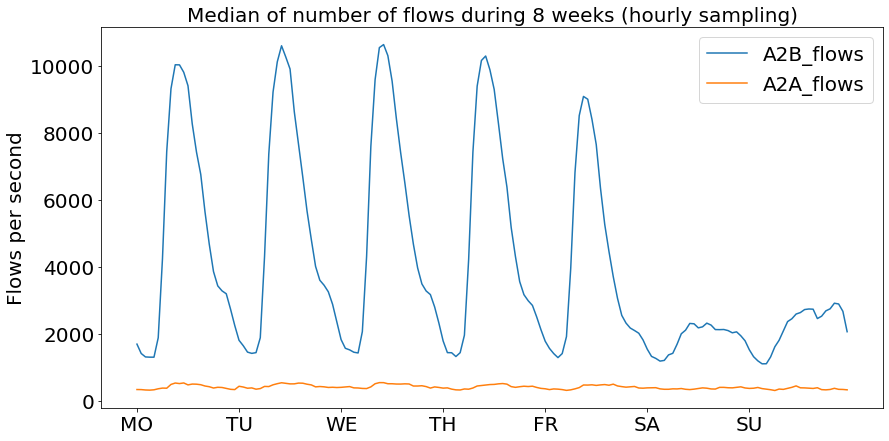 Median of number of flows during 8 weeks (hourly sampling)
A2B_flows
A2A_flows
Flows per second
10000
8000
6000
4000
2000
0
MO TU WE TH FR SA SU